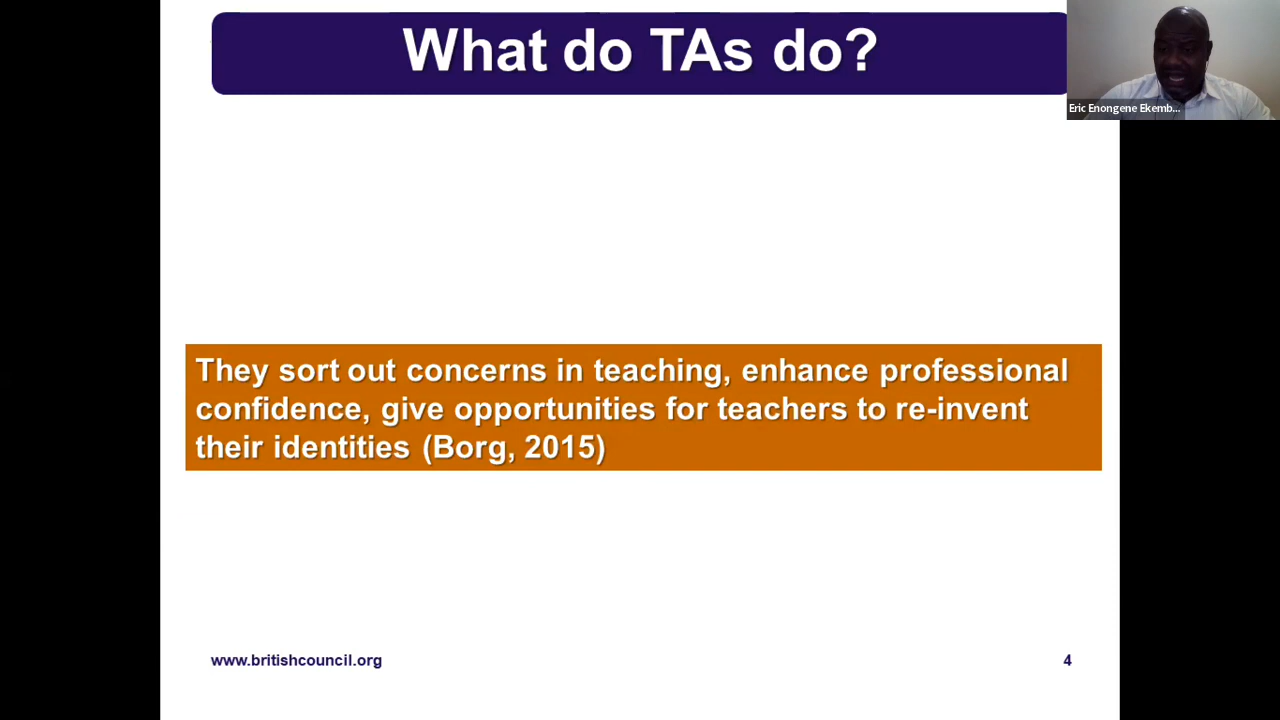 What do TAs do?
Eric Enongene Ekemb...
They sort out concerns in teaching, enhance professional
confidence, give opportunities for teachers to re-invent
their identities (Borg, 2015)
www.britishcouncil.org
4